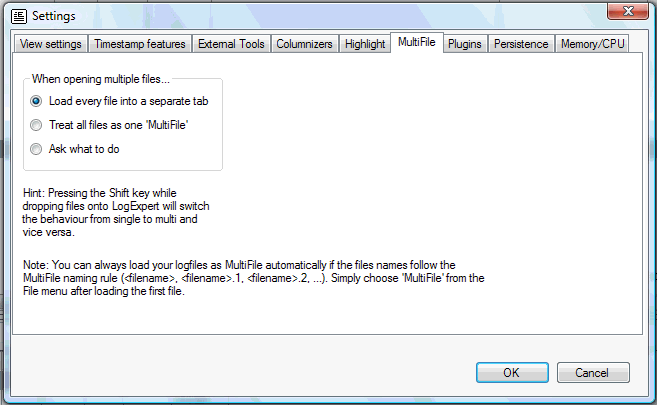 Settings
View settings Timestamp features External Tools Columnizers Highlight MultiFile Plugins Persistence Memory/CPU
When opening multiple files...
Load every file into a separate tab
Treat all files as one 'MultiFile'
Ask what to do
Hint: Pressing the Shift key while
dropping files onto LogExpert will switch
the behaviour from single to multi and
vice versa.
Note: You can always load your logfiles as MultiFile automatically if the files names follow the
MultiFile naming rule (<filename>, <filename>.1, <filename>.2, ...). Simply choose 'MultiFile' from the
File menu after loading the first file.
OK Cancel